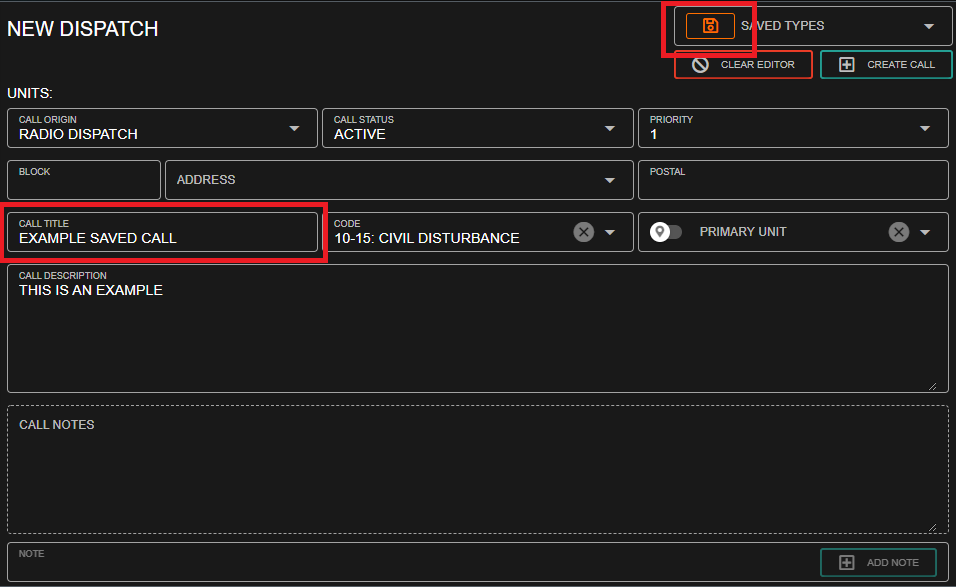 NEW DISPATCH
SAVED TYPES
CLEAR EDITOR
CREATE CALL
UNITS:
CALL ORIGIN
RADIO DISPATCH
CALL STATUS
ACTIVE
PRIORITY
1
BLOCK
ADDRESS
POSTAL
CALL TITLE
EXAMPLE SAVED CALL
CODE
10-15: CIVIL DISTURBANCE
PRIMARY UNIT
CALL DESCRIPTION
THIS IS AN EXAMPLE
CALL NOTES
NOTE
ADD NOTE